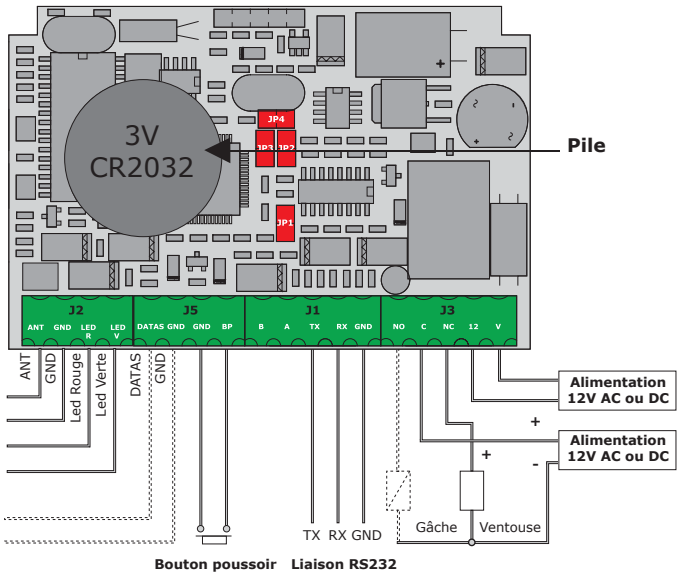 3V
CR2032
JP4
JP3 JP2
JP1
Pile
J2 J5 J1 J3
ANT GND LED R LED V DATAS GND GND BP B A TX RX GND NO C NC 12 V
ANT
GND
Led Rouge
Led Verte
DATAS
GND
Alimentation
12V AC ou DC
+
Alimentation
12V AC ou DC
+
-
TX RX GND
Gâche Ventouse
Bouton poussoir Liaison RS232